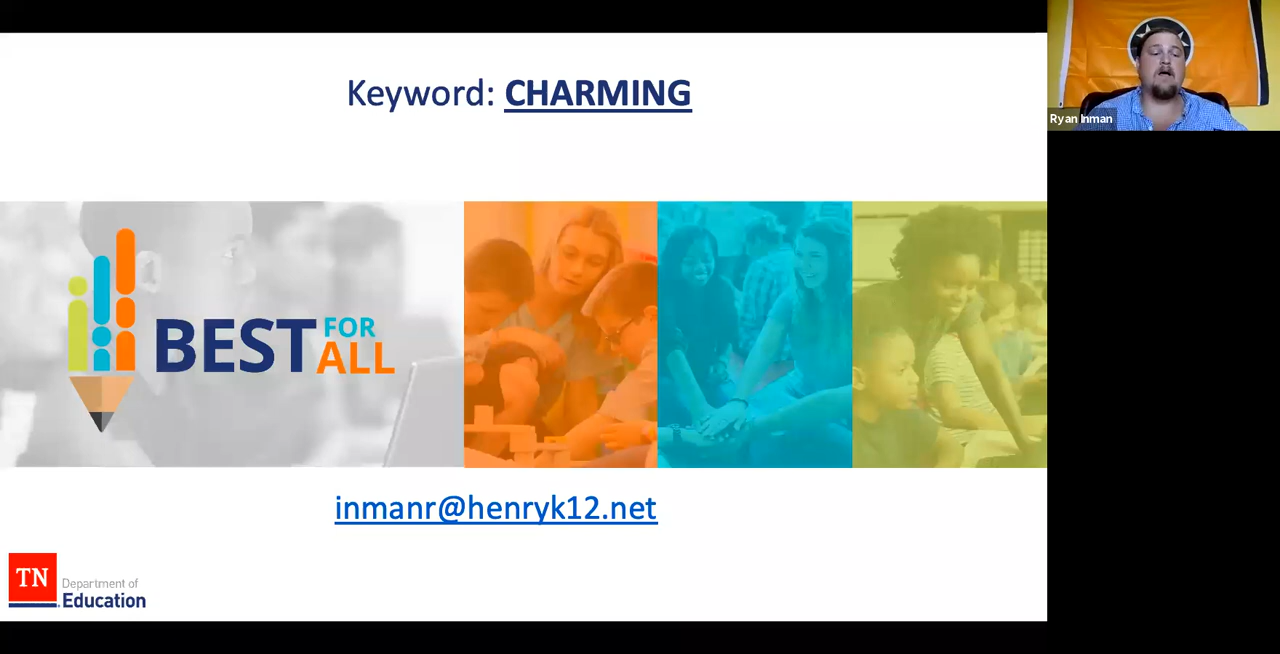 Keyword: CHARMING
Ryan Inman
BEST FOR ALL
inmanr@henryk12.net
TN Department of
Education